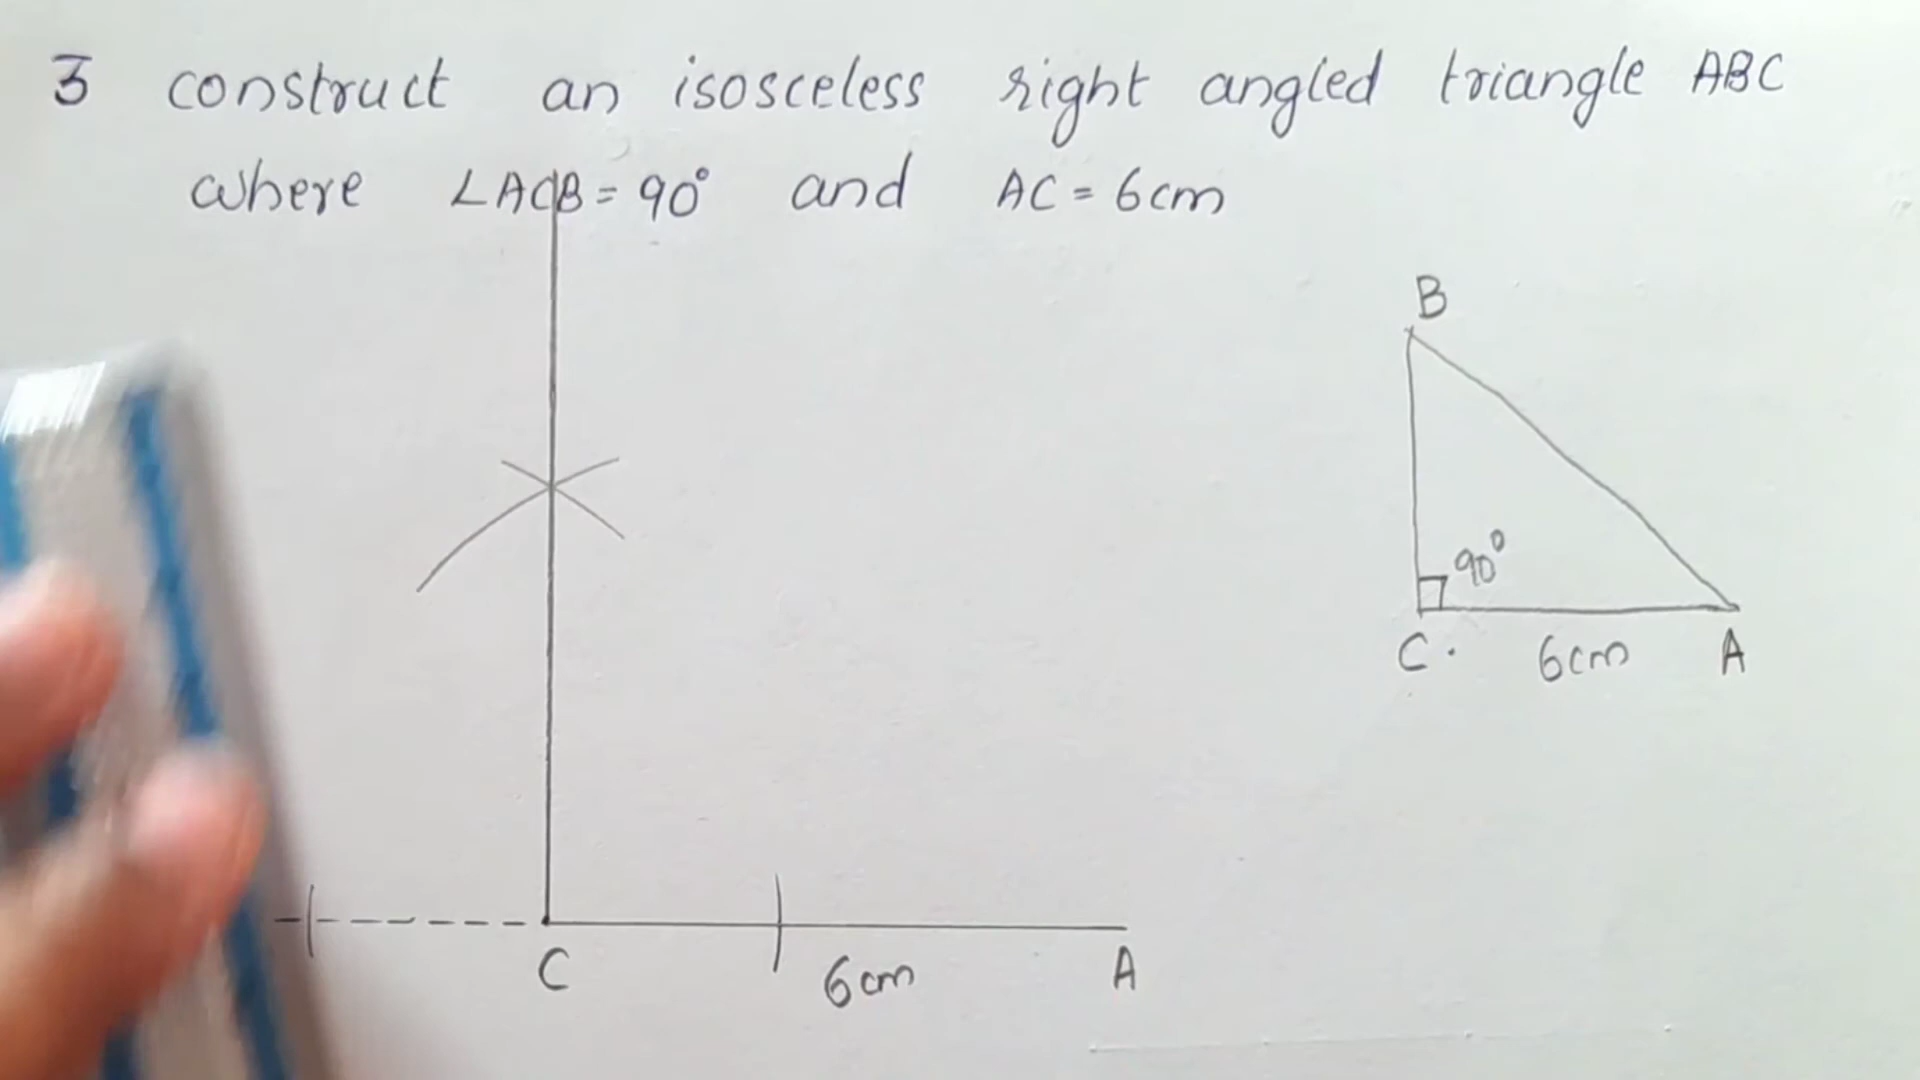 3 construct an isosceless right angled triangle ABC
where ∠ACB = 90° and AC = 6cm
B
90°
C. 6cm A
C 6cm A